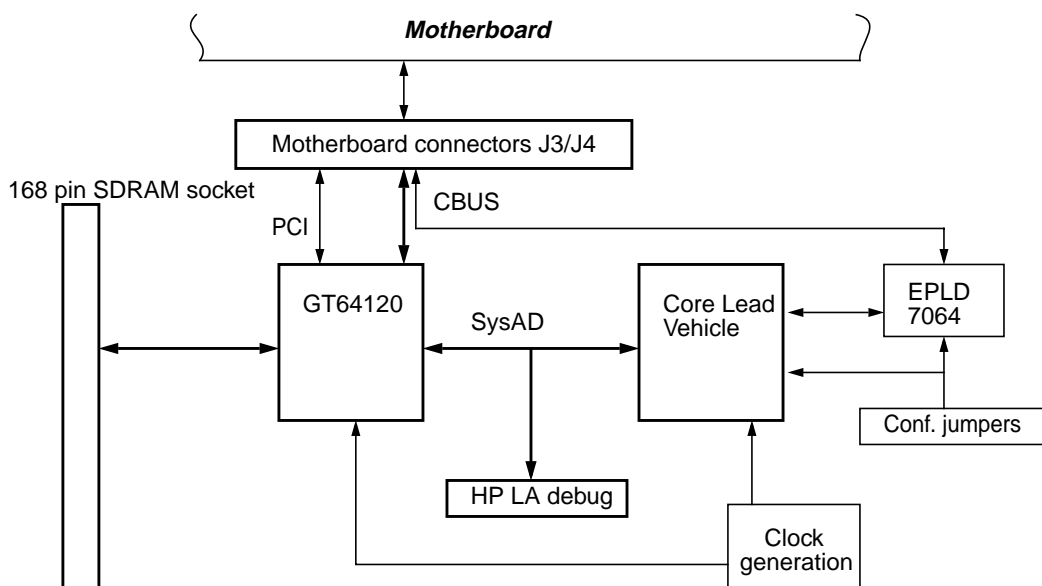 Motherboard
Motherboard connectors J3/J4
168 pin SDRAM socket
PCI
CBUS
GT64120
SysAD
Core Lead
Vehicle
EPLD
7064
Conf. jumpers
HP LA debug
Clock
generation